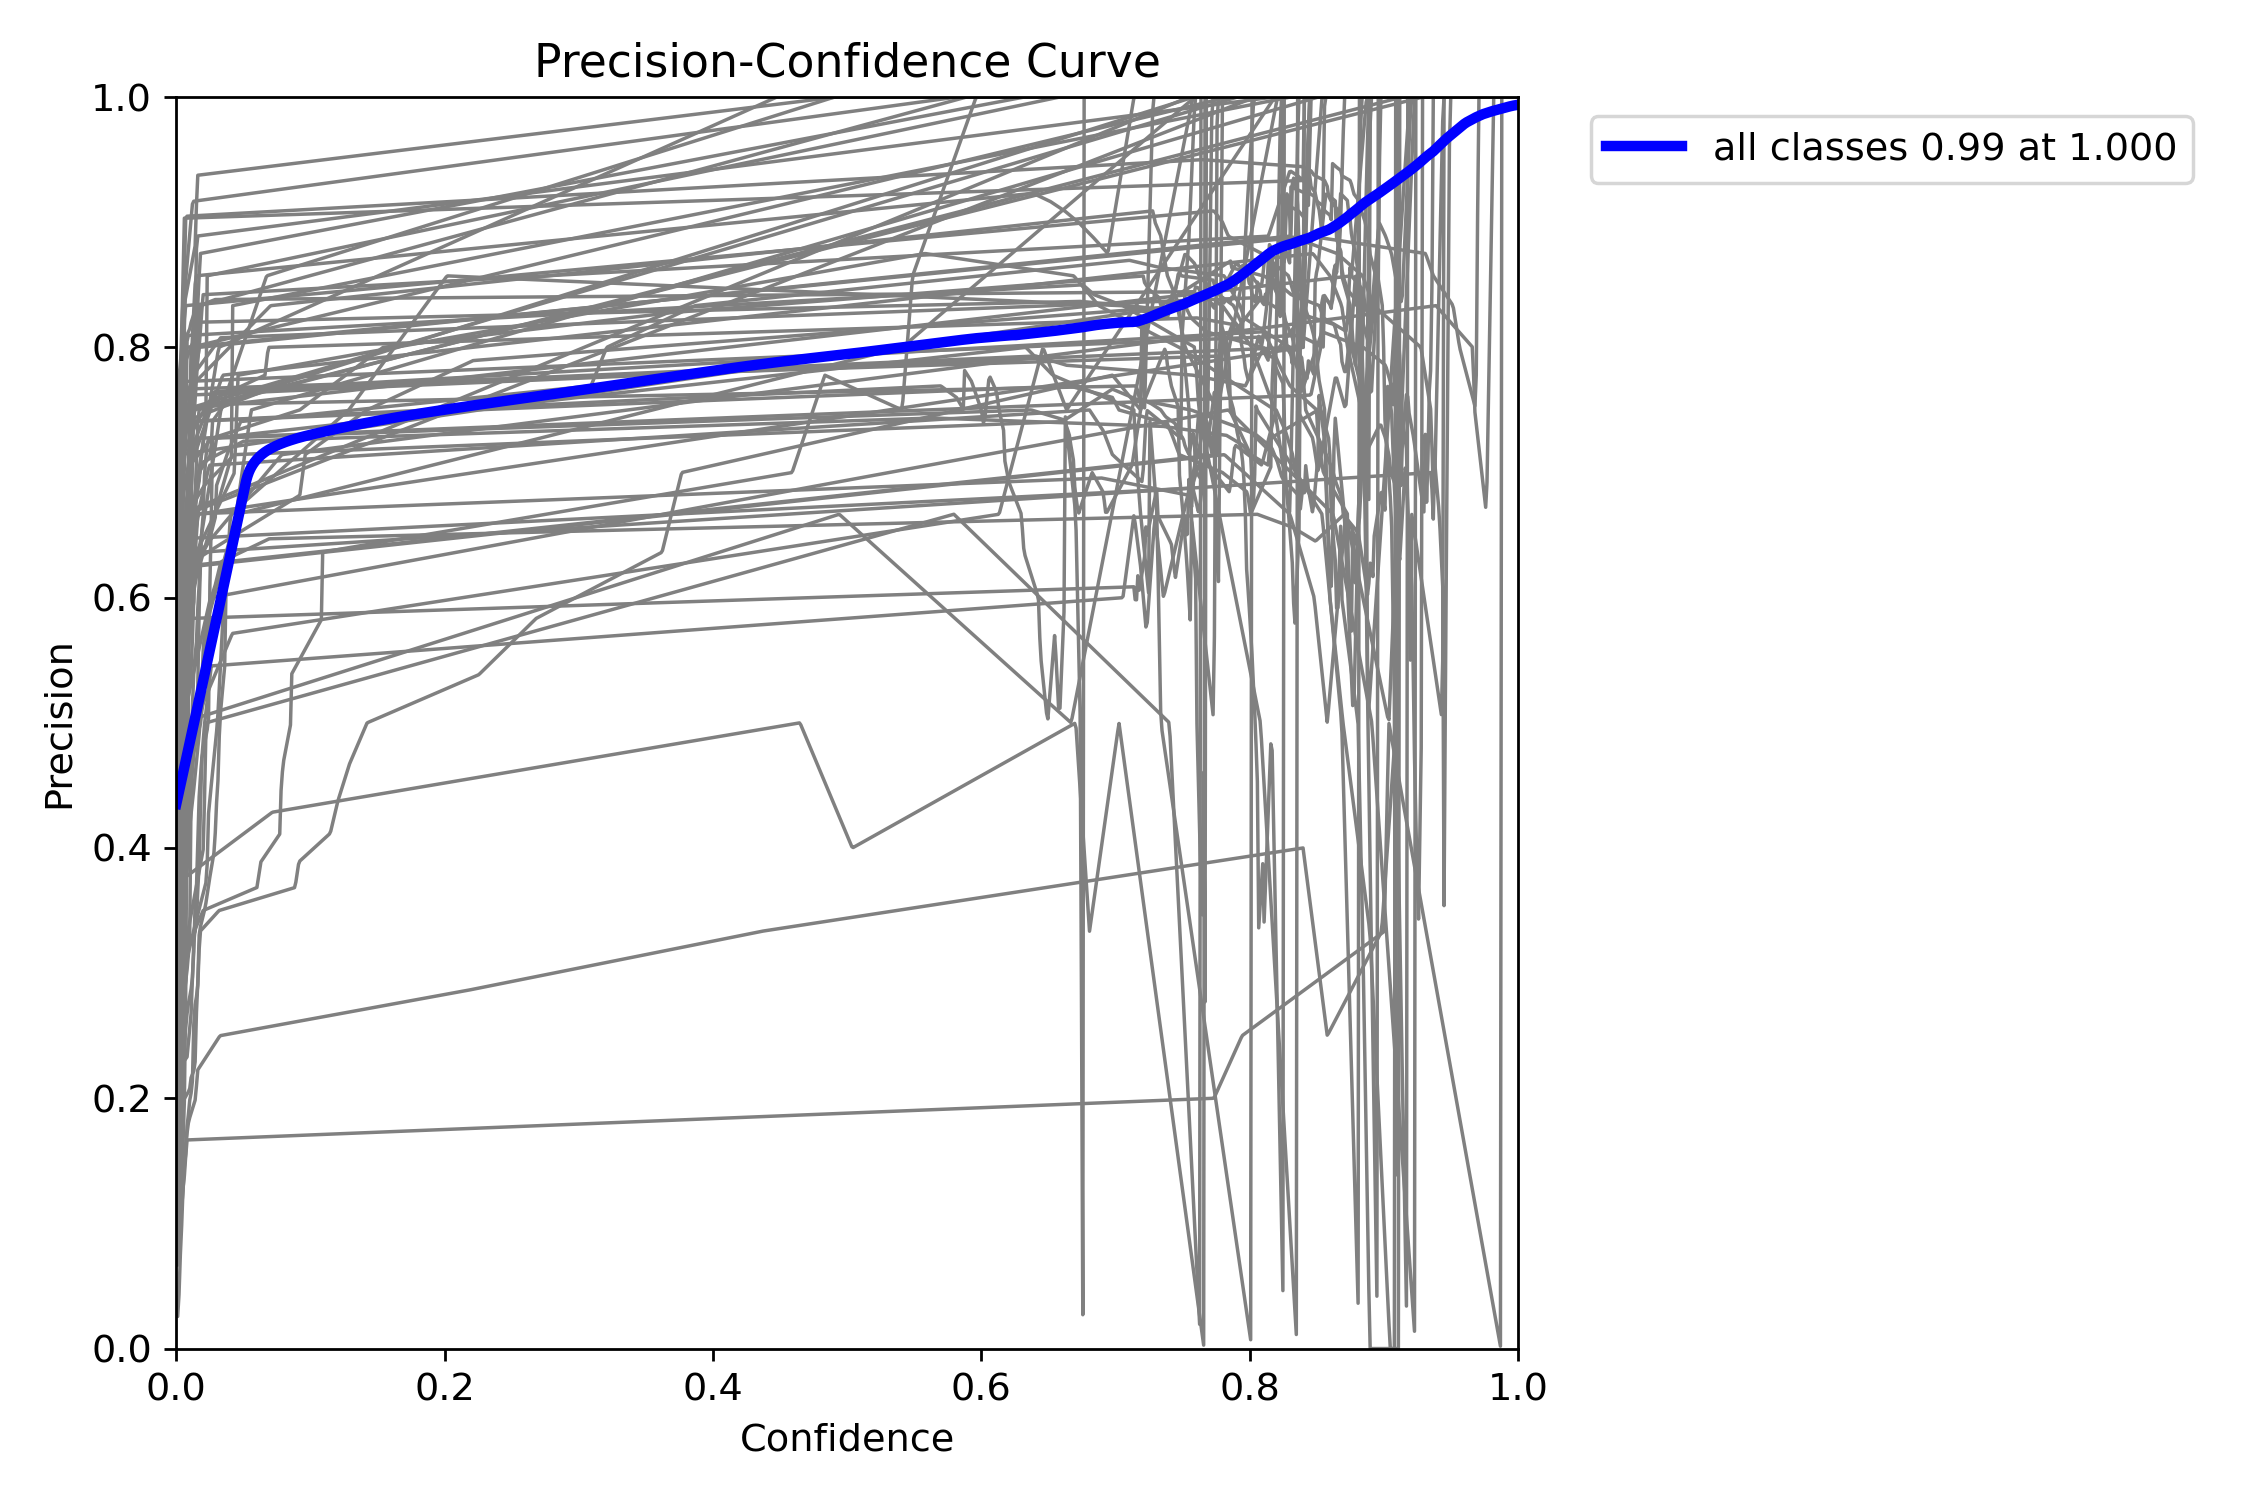 Precision-Confidence Curve
all classes 0.99 at 1.000
1.0
0.8
0.6
0.4
0.2
0.0
Precision
0.0 0.2 0.4 0.6 0.8 1.0
Confidence